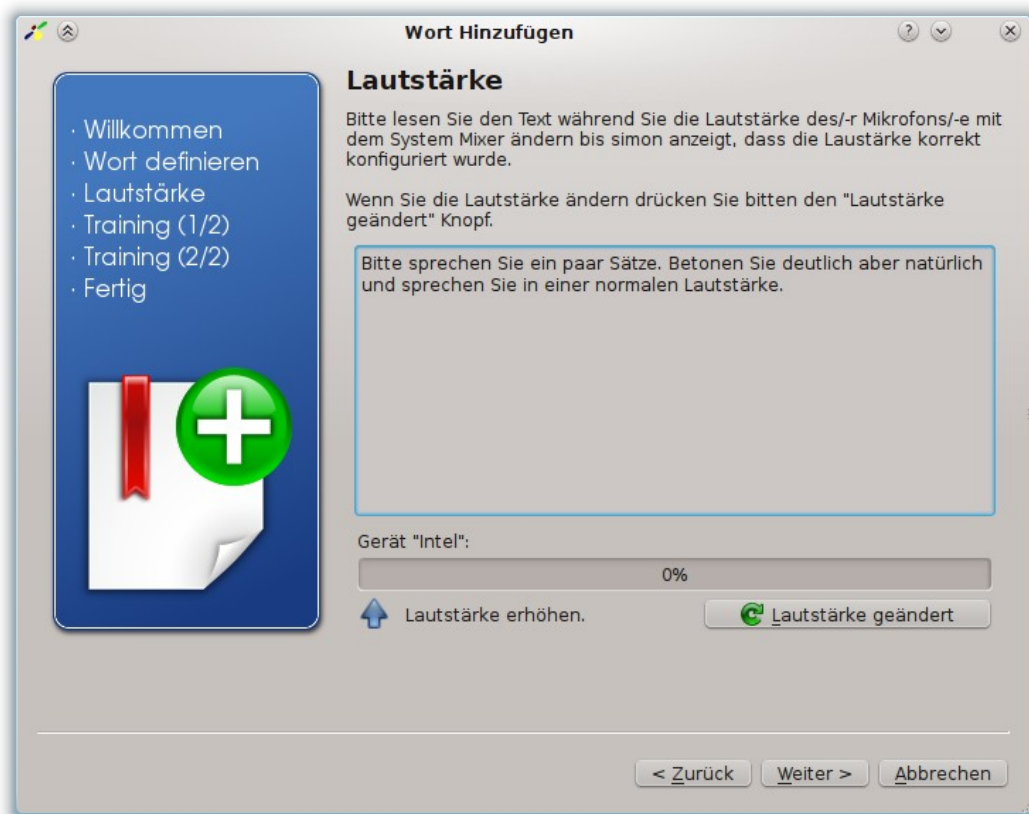 Wort Hinzufügen
· Willkommen
· Wort definieren
· Lautstärke
· Training (1/2)
· Training (2/2)
· Fertig
Lautstärke
Bitte lesen Sie den Text während Sie die Lautstärke des/-r Mikrofons/-e mit
dem System Mixer ändern bis simon anzeigt, dass die Laustärke korrekt
konfiguriert wurde.
Wenn Sie die Lautstärke ändern drücken Sie bitten den "Lautstärke
geändert" Knopf.
Bitte sprechen Sie ein paar Sätze. Betonen Sie deutlich aber natürlich
und sprechen Sie in einer normalen Lautstärke.
Gerät "Intel":
0%
Lautstärke erhöhen.
Lautstärke geändert
< Zurück
Weiter >
Abbrechen